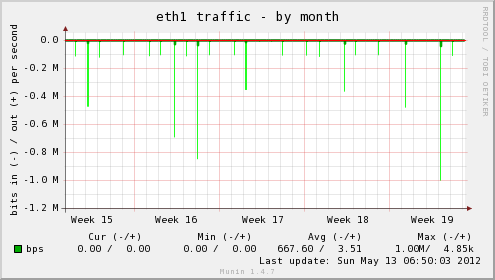 eth1 traffic - by month
RRDTOOL / TOBI OETIKER
bits in (-) / out (+) per second
0.0
-0.2 M
-0.4 M
-0.6 M
-0.8 M
-1.0 M
-1.2 M
Week 15 Week 16 Week 17 Week 18 Week 19
Cur (-/+) Min (-/+) Avg (-/+) Max (-/+)
bps 0.00 / 0.00 0.00 / 0.00 667.60 / 3.51 1.00M/ 4.85k
Last update: Sun May 13 06:50:03 2012
Munin 1.4.7